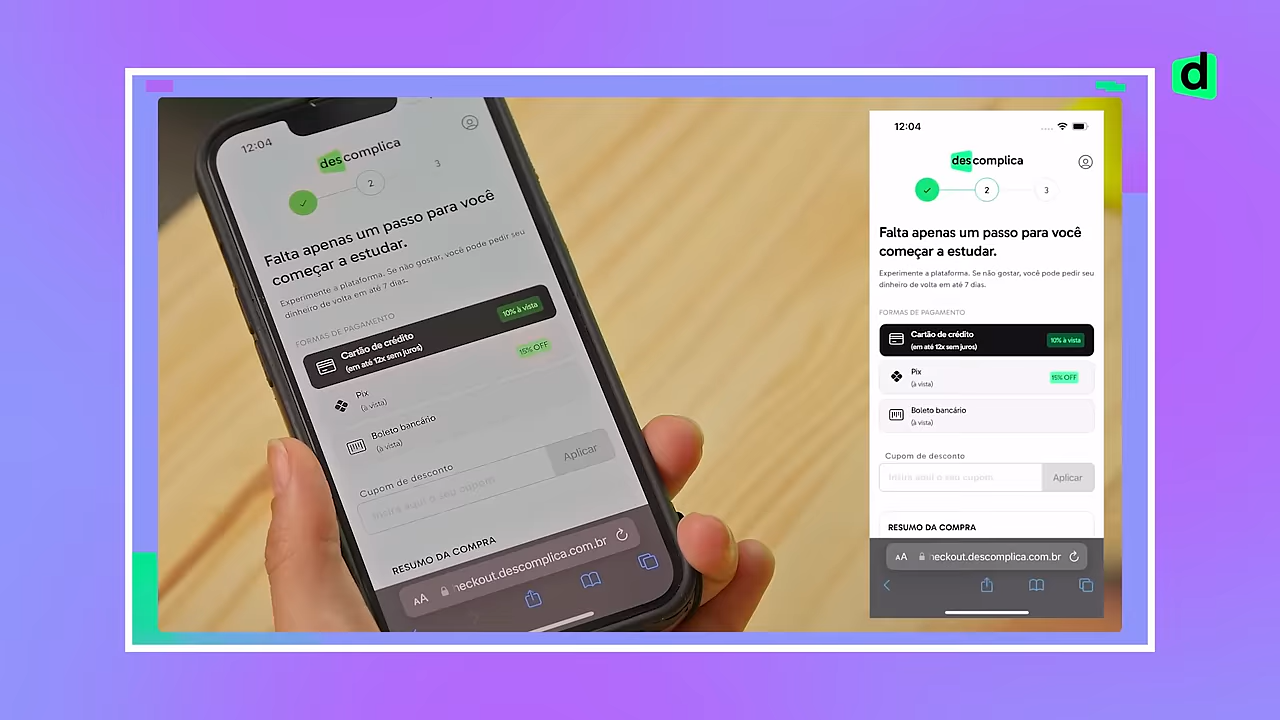 d
12:04
descomplica
2
3
Falta apenas um passo para você
começar a estudar.
Experimente a plataforma. Se não gostar, você pode pedir seu
dinheiro de volta em até 7 dias.
FORMAS DE PAGAMENTO
Cartão de crédito
(em até 12x sem juros)
10% à vista
Pix
(à vista)
15% OFF
Boleto bancário
(à vista)
Cupom de desconto
Insira aqui o seu cupom
Aplicar
RESUMO DA COMPRA
AA
heckout.descomplica.com.br
12:04
descomplica
2
3
Falta apenas um passo para você
começar a estudar.
Experimente a plataforma. Se não gostar, você pode pedir seu
dinheiro de volta em até 7 dias.
FORMAS DE PAGAMENTO
Cartão de crédito
(em até 12x sem juros)
10% à vista
Pix
(à vista)
15% OFF
Boleto bancário
(à vista)
Cupom de desconto
Insira aqui o seu cupom
Aplicar
RESUMO DA COMPRA
AA
heckout.descomplica.com.br